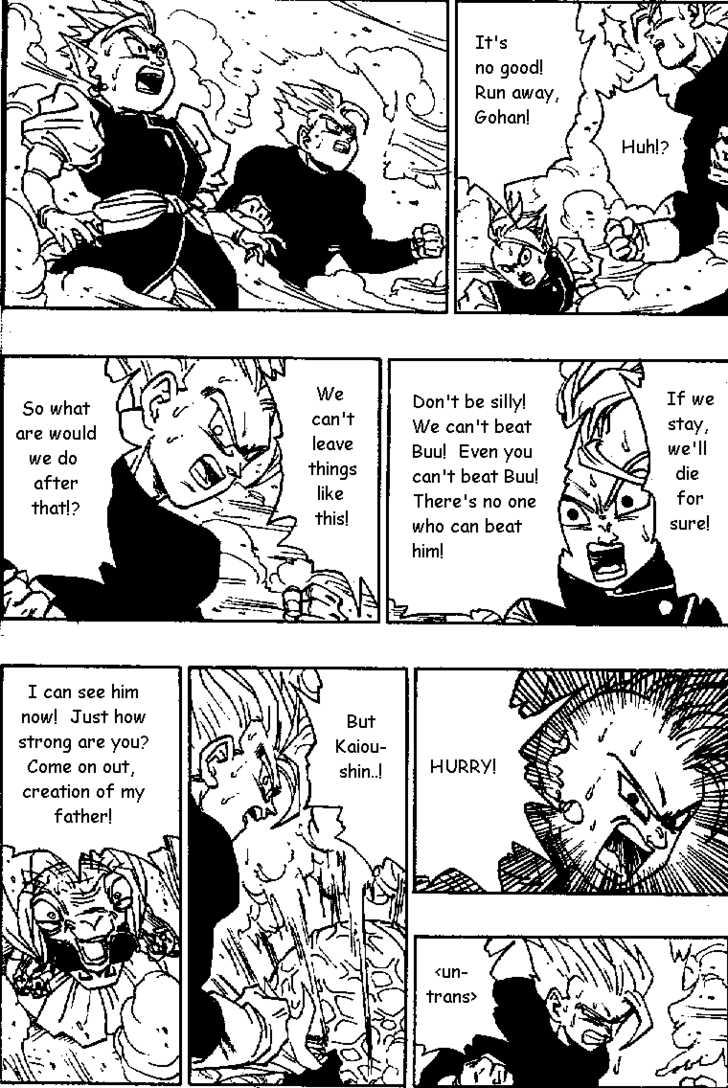 It's
no good!
Run away,
Gohan!
Huh!?
If we
stay,
we'll
die
for
sure!
Don't be silly!
We can't beat
Buu! Even you
can't beat Buu!
There's no one
who can beat
him!
We
can't
leave
things
like
this!
So what
are would
we do
after
that!?
HURRY!
<un-
trans>
But
Kaiou-
shin..!
I can see him
now! Just how
strong are you?
Come on out,
creation of my
father!